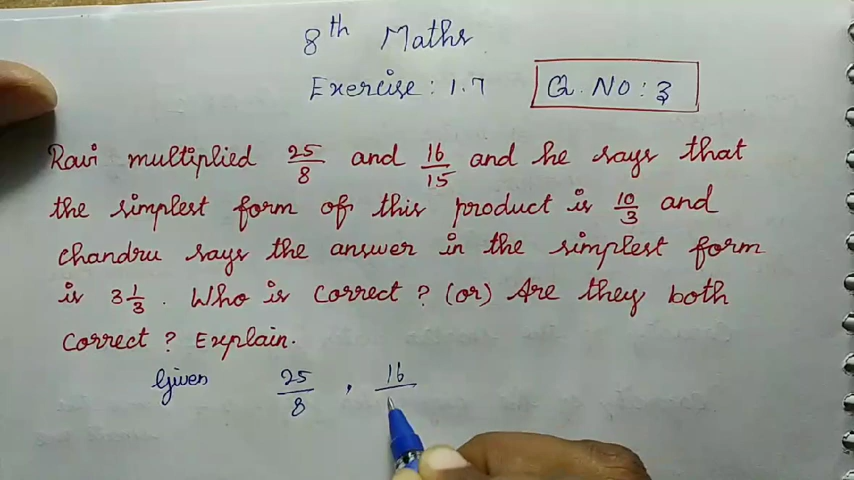 8th Maths
Exercise : 1.7 Q. NO : 3
Ravi multiplied 25/8 and 16/15 and he says that
the simplest form of this product is 10/3 and
chandru says the answer in the simplest form
is 3 1/3 . Who is correct ? (or) Are they both
correct ? Explain.
Given 25/8 , 16/